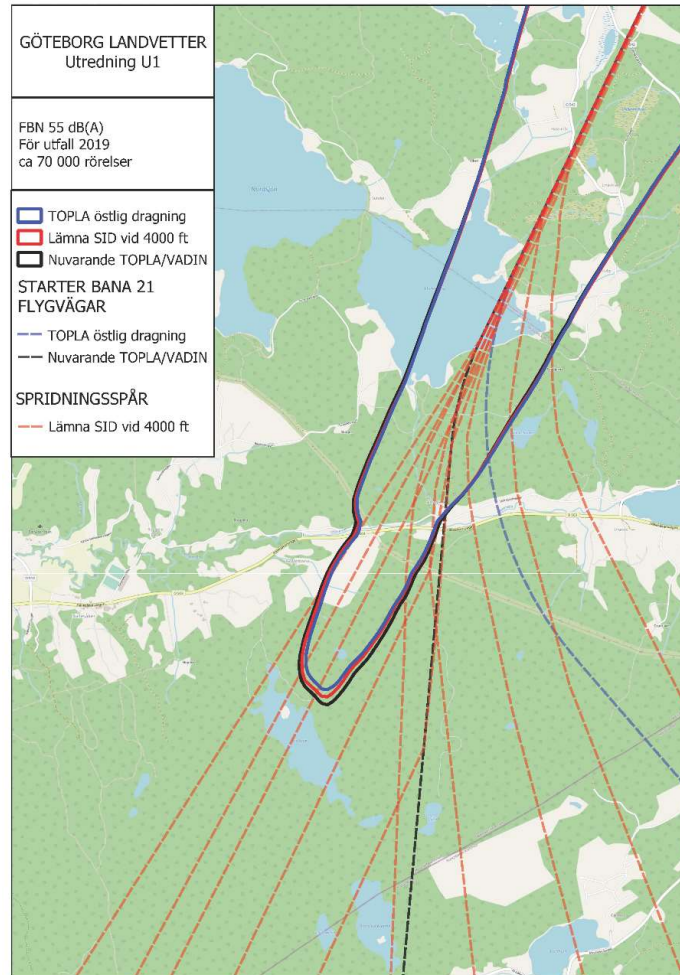 GÖTEBORG LANDVETTER
Utredning U1
FBN 55 dB(A)
För utfall 2019
ca 70 000 rörelser
TOPLA östlig dragning
Lämna SID vid 4000 ft
Nuvarande TOPLA/VADIN
STARTER BANA 21
FLYGVÄGAR
TOPLA östlig dragning
Nuvarande TOPLA/VADIN
SPRIDNINGSSPÅR
Lämna SID vid 4000 ft